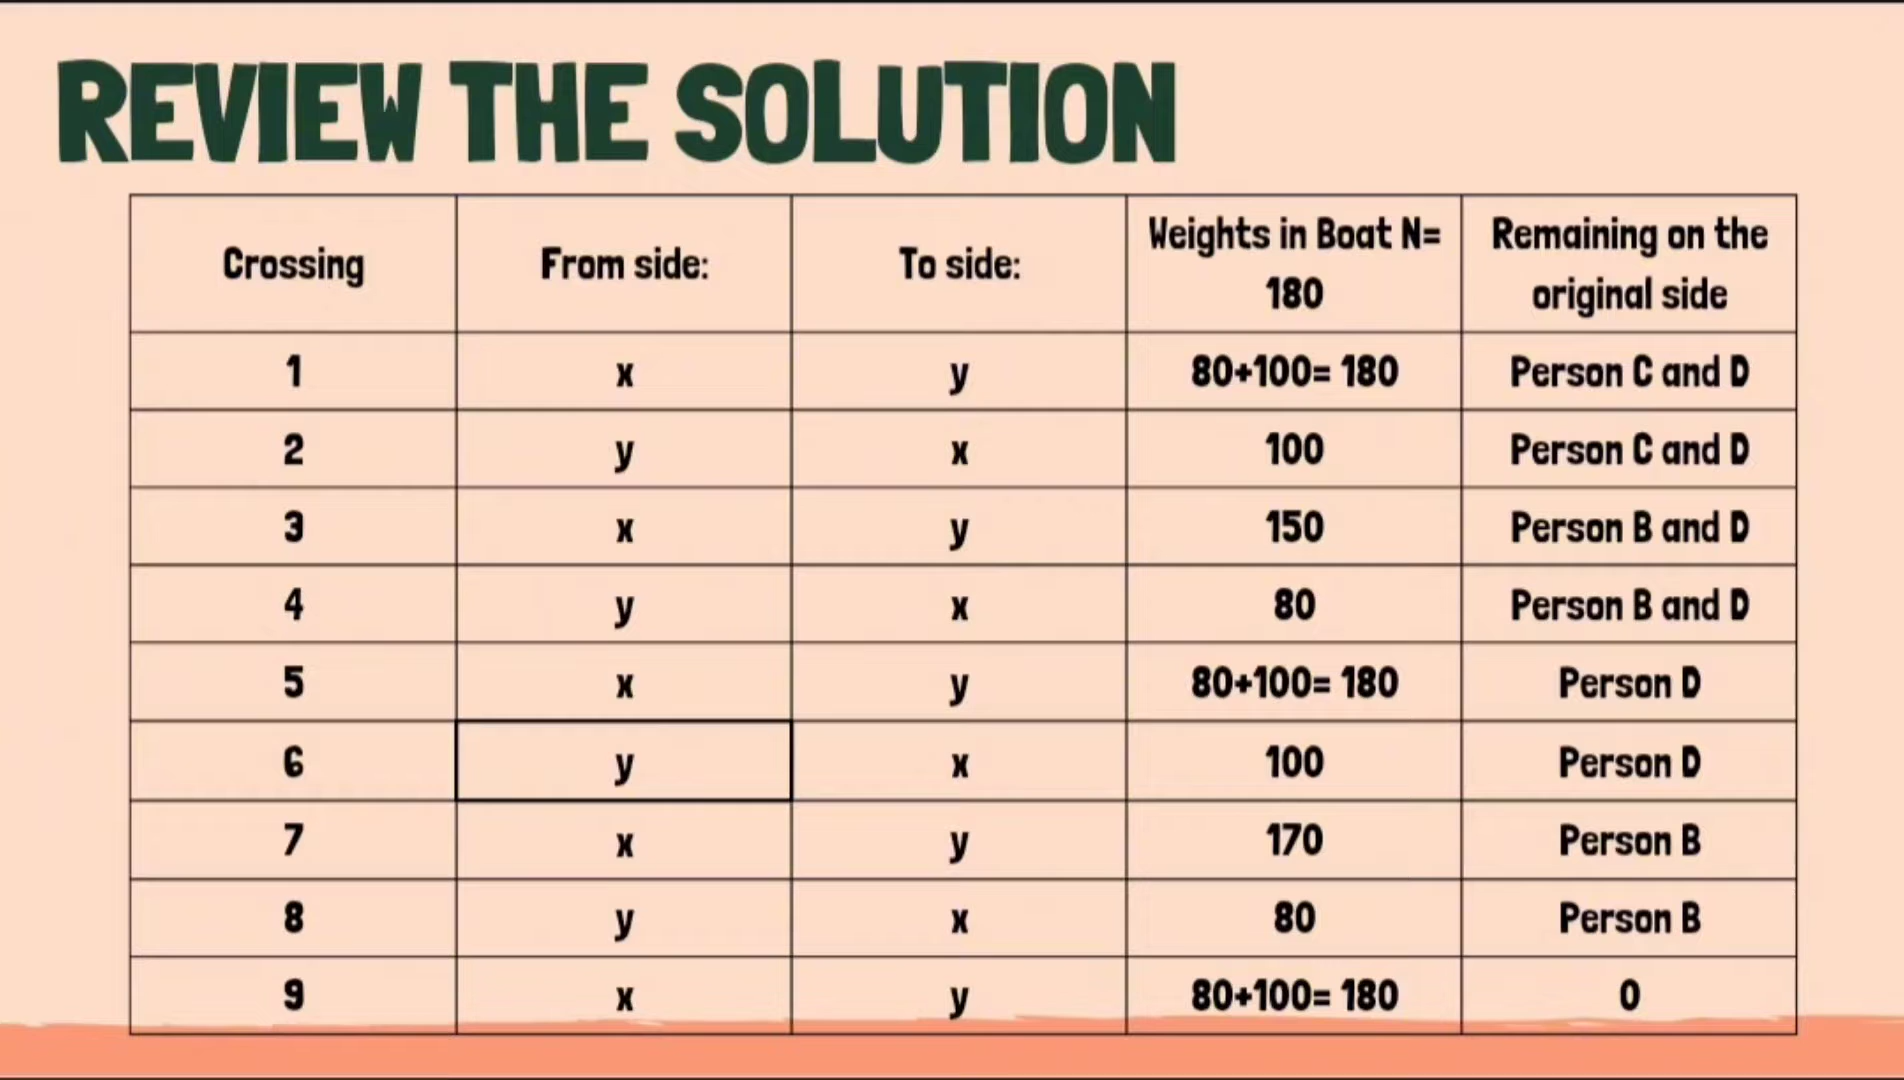 REVIEW THE SOLUTION
Crossing From side: To side: Weights in Boat N= 180 Remaining on the original side
1 x y 80+100= 180 Person C and D
2 y x 100 Person C and D
3 x y 150 Person B and D
4 y x 80 Person B and D
5 x y 80+100= 180 Person D
6 y x 100 Person D
7 x y 170 Person B
8 y x 80 Person B
9 x y 80+100= 180 0